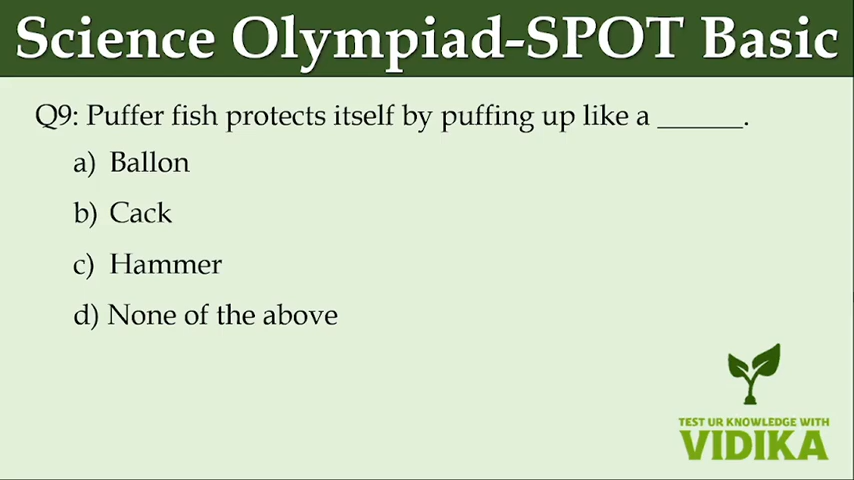 Science Olympiad-SPOT Basic
Q9: Puffer fish protects itself by puffing up like a ______.
a) Ballon
b) Cack
c) Hammer
d) None of the above
TEST UR KNOWLEDGE WITH
VIDIKA